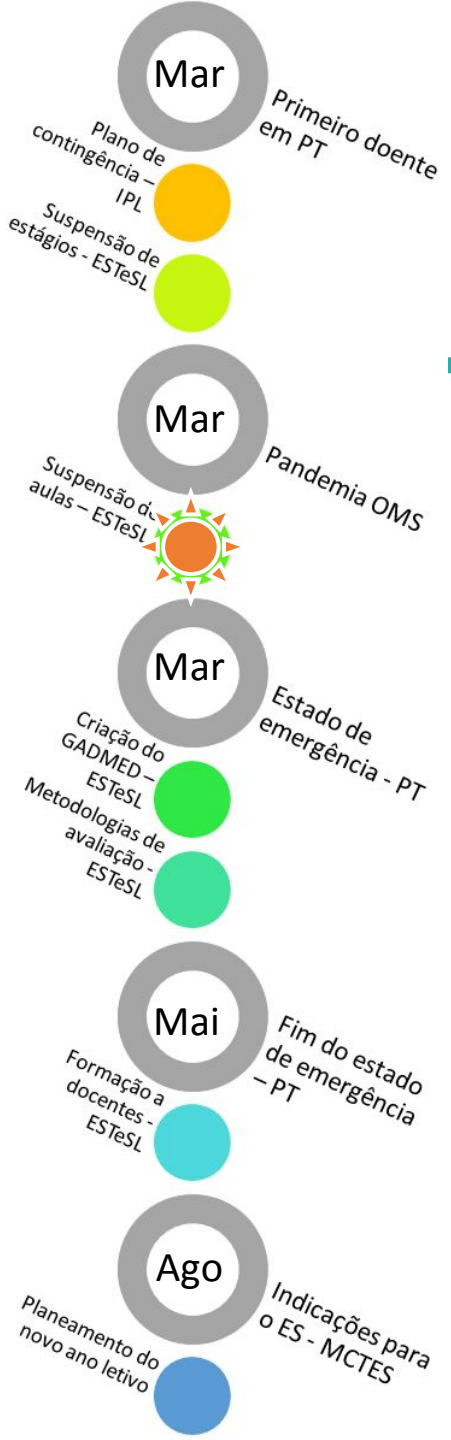 Mar
Primeiro doente
em PT
Plano de
contingência –
IPL
Suspensão de
estágios - ESTeSL
Mar
Pandemia OMS
Suspensão de
aulas – ESTeSL
Mar
Estado de
emergência - PT
Criação do
GADMED –
ESTeSL
Metodologias de
avaliação -
ESTeSL
Mai
Fim do estado
de emergência
– PT
Formação a
docentes -
ESTeSL
Ago
Indicações para
o ES - MCTES
Planeamento do
novo ano letivo